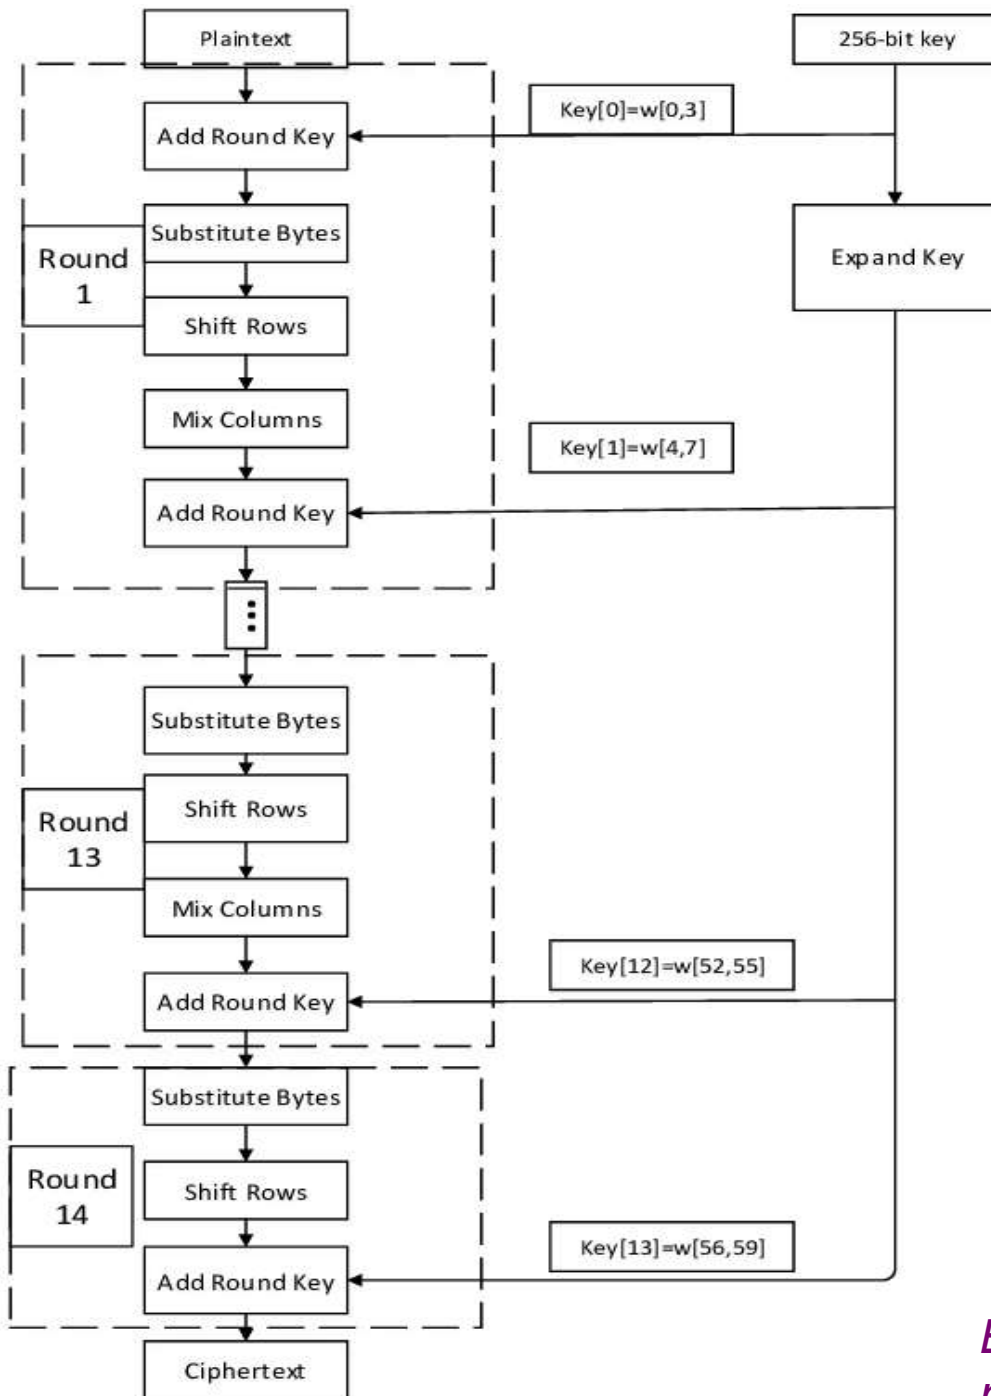 Plaintext
256-bit key
Key[0]=w[0,3]
Add Round Key
Substitute Bytes
Round
1
Expand Key
Shift Rows
Mix Columns
Key[1]=w[4,7]
Add Round Key
Substitute Bytes
Shift Rows
Round
13
Mix Columns
Key[12]=w[52,55]
Add Round Key
Substitute Bytes
Round
14
Shift Rows
Key[13]=w[56,59]
Add Round Key
Ciphertext